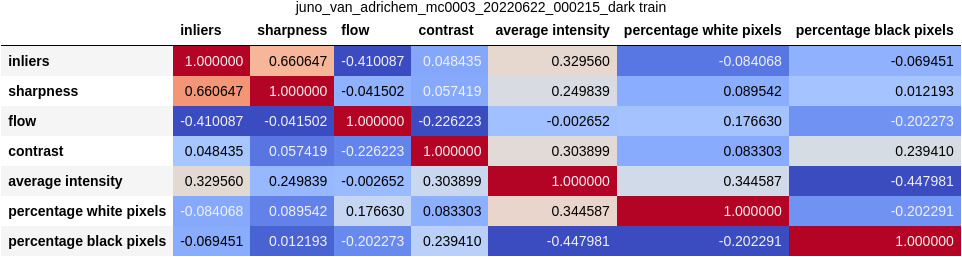 juno_van_adrichem_mc0003_20220622_000215_dark train
inliers sharpness flow contrast average intensity percentage white pixels percentage black pixels
inliers 1.000000 0.660647 -0.410087 0.048435 0.329560 -0.084068 -0.069451
sharpness 0.660647 1.000000 -0.041502 0.057419 0.249839 0.089542 0.012193
flow -0.410087 -0.041502 1.000000 -0.226223 -0.002652 0.176630 -0.202273
contrast 0.048435 0.057419 -0.226223 1.000000 0.303899 0.083303 0.239410
average intensity 0.329560 0.249839 -0.002652 0.303899 1.000000 0.344587 -0.447981
percentage white pixels -0.084068 0.089542 0.176630 0.083303 0.344587 1.000000 -0.202291
percentage black pixels -0.069451 0.012193 -0.202273 0.239410 -0.447981 -0.202291 1.000000